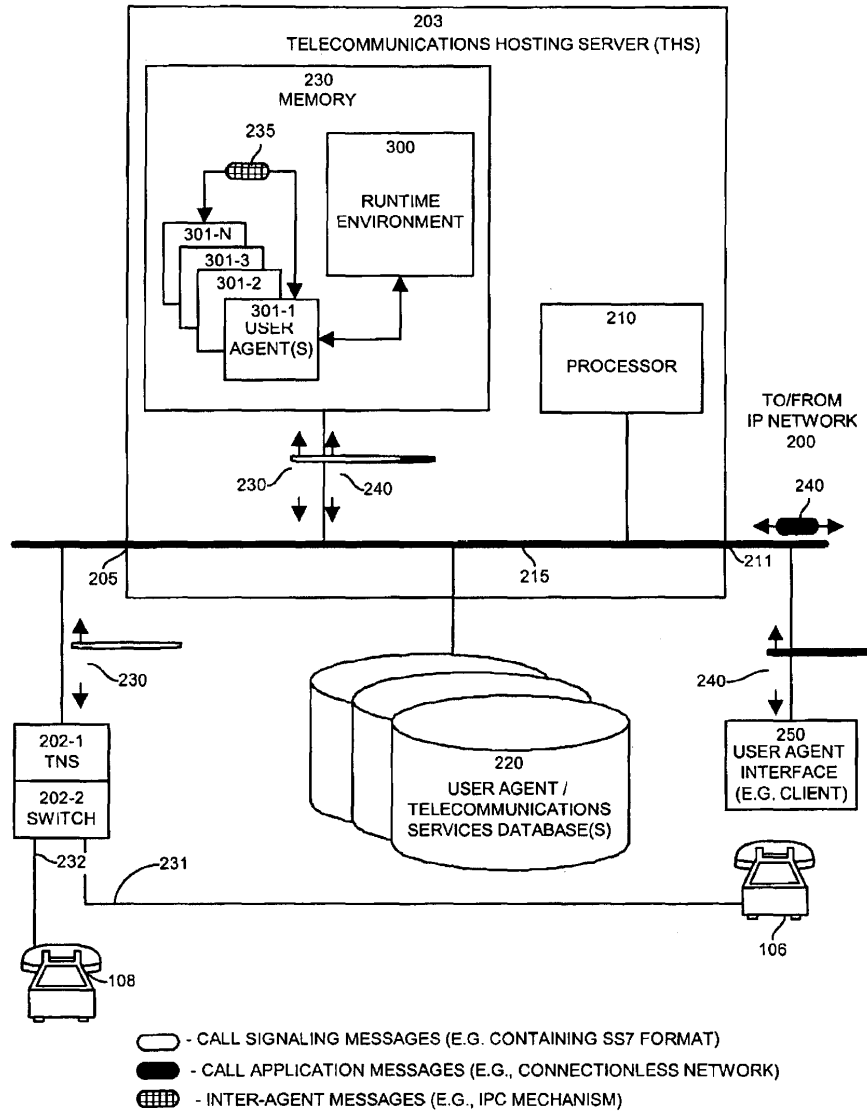 203
TELECOMMUNICATIONS HOSTING SERVER (THS)
230
MEMORY
235
300
RUNTIME
ENVIRONMENT
301-N
301-3
301-2
301-1
USER
AGENT(S)
210
PROCESSOR
TO/FROM
IP NETWORK
200
230
240
240
205
215
211
230
240
202-1
TNS
202-2
SWITCH
220
USER AGENT /
TELECOMMUNICATIONS
SERVICES DATABASE(S)
250
USER AGENT
INTERFACE
(E.G. CLIENT)
232
231
106
108
- CALL SIGNALING MESSAGES (E.G. CONTAINING SS7 FORMAT)
- CALL APPLICATION MESSAGES (E.G., CONNECTIONLESS NETWORK)
- INTER-AGENT MESSAGES (E.G., IPC MECHANISM)